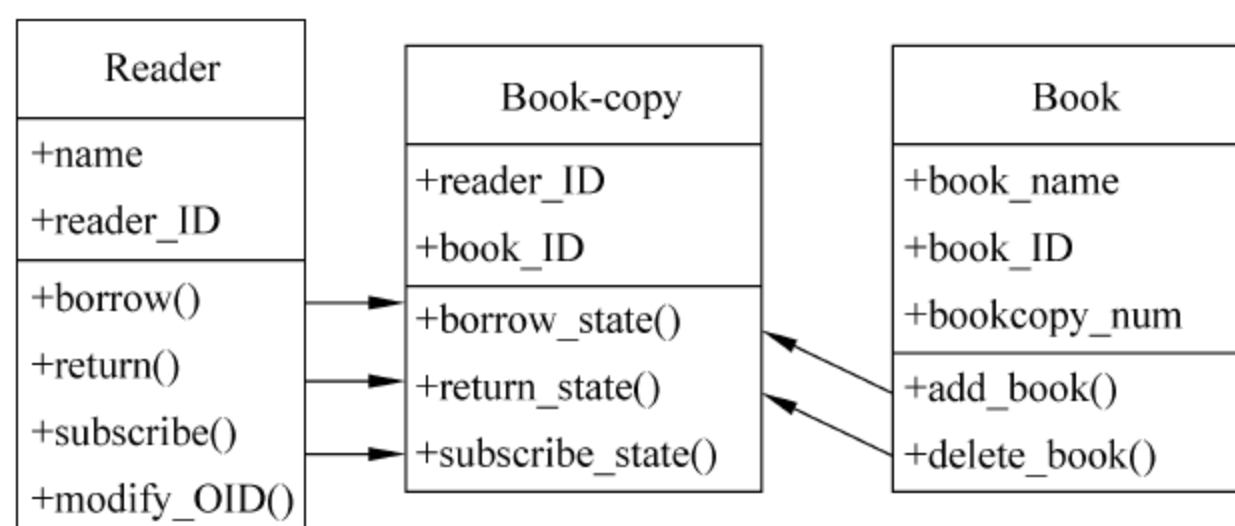 Reader
+name
+reader_ID
+borrow()
+return()
+subscribe()
+modify_OID()
Book-copy
+reader_ID
+book_ID
+borrow_state()
+return_state()
+subscribe_state()
Book
+book_name
+book_ID
+bookcopy_num
+add_book()
+delete_book()